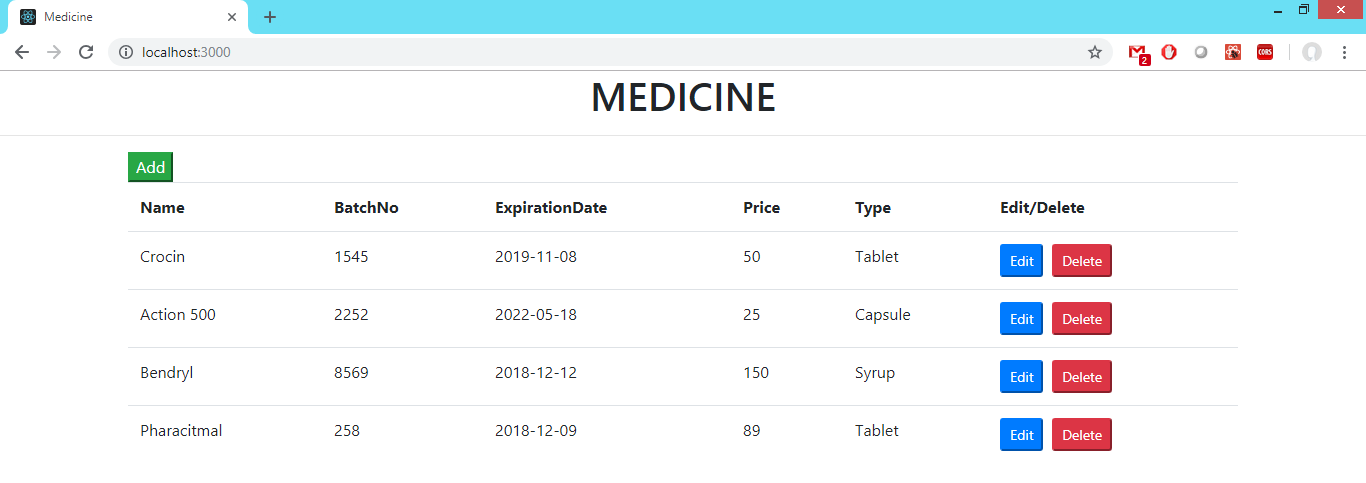 Medicine
localhost:3000
2
CORS
MEDICINE
Add
Name BatchNo ExpirationDate Price Type Edit/Delete
Crocin 1545 2019-11-08 50 Tablet Edit Delete
Action 500 2252 2022-05-18 25 Capsule Edit Delete
Bendryl 8569 2018-12-12 150 Syrup Edit Delete
Pharacitmal 258 2018-12-09 89 Tablet Edit Delete